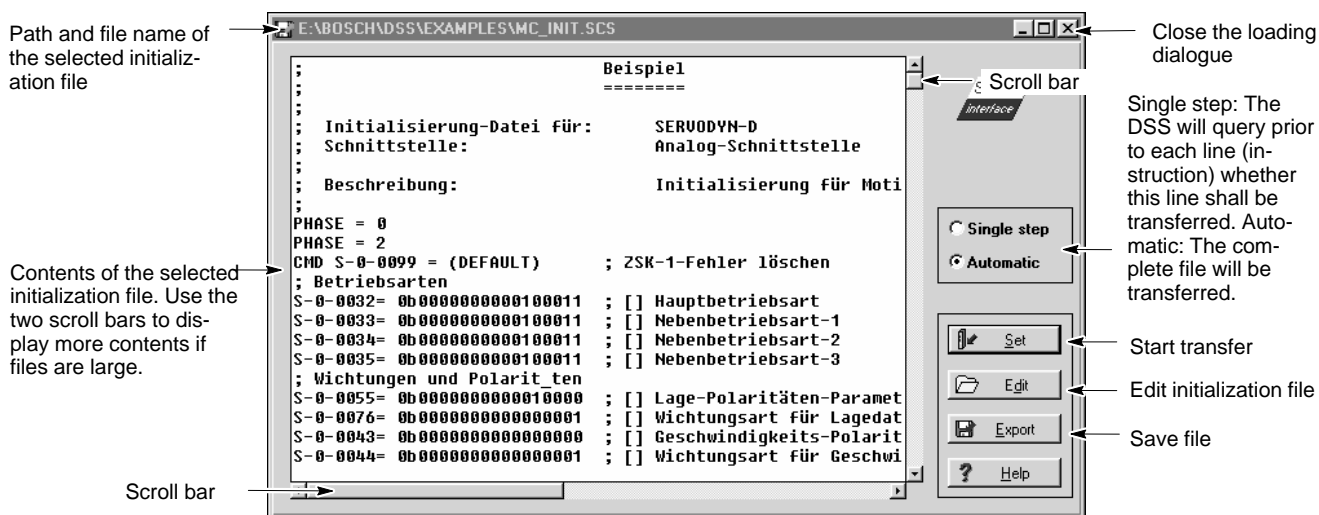 Path and file name of
the selected initializ-
ation file
Contents of the selected
initialization file. Use the
two scroll bars to dis-
play more contents if
files are large.
Scroll bar
E:\BOSCH\DSS\EXAMPLES\MC_INIT.SCS
; Beispiel
; ========
;
; Initialisierung-Datei für: SERVODYN-D
; Schnittstelle: Analog-Schnittstelle
;
; Beschreibung: Initialisierung für Moti
;
PHASE = 0
PHASE = 2
CMD S-0-0099 = (DEFAULT) ; ZSK-1-Fehler löschen
; Betriebsarten
S-0-0032= 0b0000000000100011 ; [] Hauptbetriebsart
S-0-0033= 0b0000000000100011 ; [] Nebenbetriebsart-1
S-0-0034= 0b0000000000100011 ; [] Nebenbetriebsart-2
S-0-0035= 0b0000000000100011 ; [] Nebenbetriebsart-3
; Wichtungen und Polarit_ten
S-0-0055= 0b0000000000010000 ; [] Lage-Polaritäten-Paramet
S-0-0076= 0b0000000000000001 ; [] Wichtungsart für Lagedat
S-0-0043= 0b0000000000000000 ; [] Geschwindigkeits-Polarit
S-0-0044= 0b0000000000000001 ; [] Wichtungsart für Geschwi
Scroll bar
interface
Single step
Automatic
Set
Edit
Export
Help
Close the loading
dialogue
Single step: The
DSS will query prior
to each line (in-
struction) whether
this line shall be
transferred. Auto-
matic: The com-
plete file will be
transferred.
Start transfer
Edit initialization file
Save file